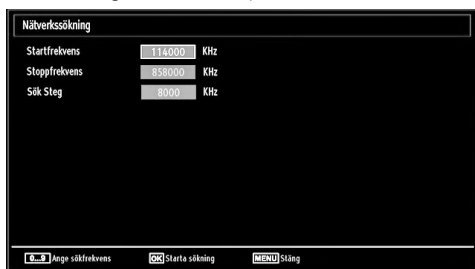 Nätverkssökning
Startfrekvens 114000 KHz
Stoppfrekvens 858000 KHz
Sök Steg 8000 KHz
0...9 Ange sökfrekvens OK Starta sökning MENU Stäng